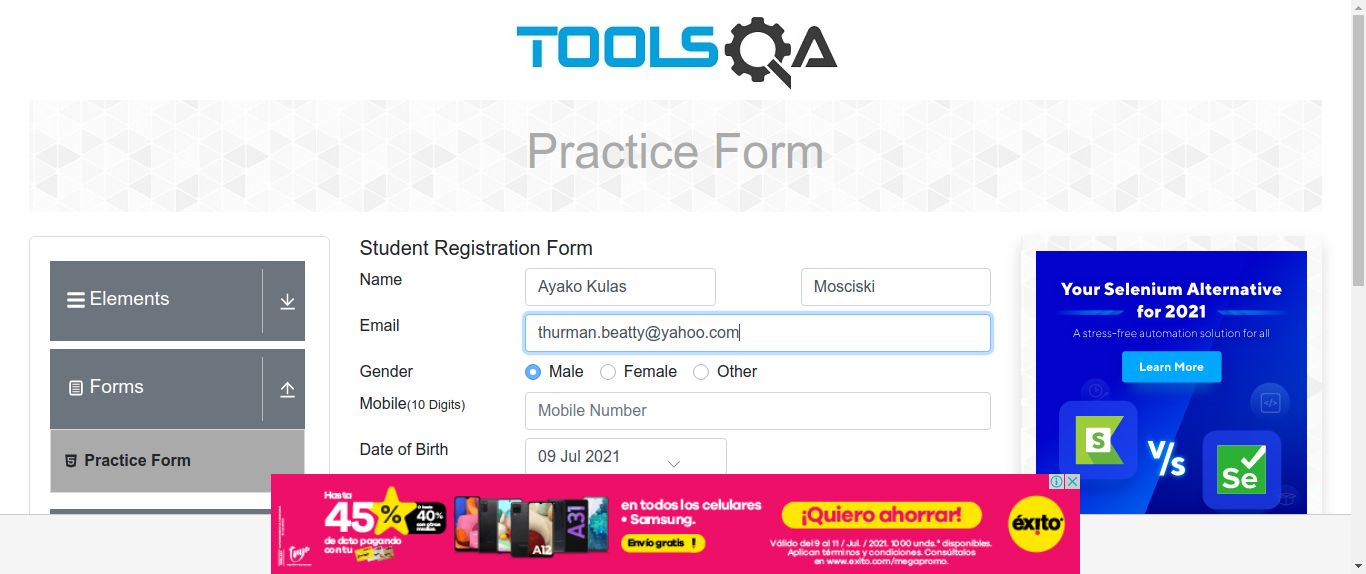 TOOLSQA
Practice Form
Elements
Forms
Practice Form
Student Registration Form
Name
Ayako Kulas
Mosciski
Email
thurman.beatty@yahoo.com
Gender
Male
Female
Other
Mobile(10 Digits)
Mobile Number
Date of Birth
09 Jul 2021
Your Selenium Alternative
for 2021
A stress-free automation solution for all
Learn More
S
V/s
Se
Hasta
45%
de dcto pagando
con tu
40%
con otros
medios
A12
A31
en todos los celulares
• Samsung.
Envío gratis !
¡Quiero ahorrar!
Válido del 9 al 11 / Jul. / 2021. 1000 unds.* disponibles.
Aplican términos y condiciones. Consúltalos
en www.exito.com/megapromo.
éxito